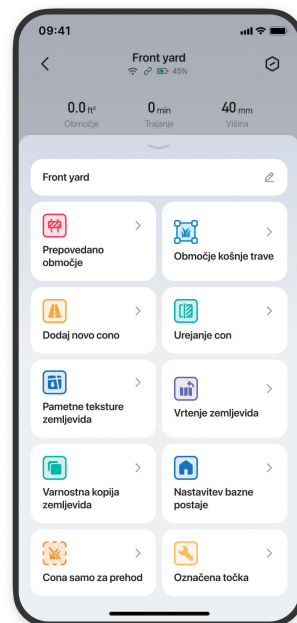 09:41
Front yard
45%
0.0 ft² 0 min 40 mm
Območje Trajanje Višina
Front yard
Prepovedano
območje
Območje košnje trave
Dodaj novo cono
Urejanje con
Pametne teksture
zemljevida
Vrtenje zemljevida
Varnostna kopija
zemljevida
Nastavitev bazne
postaje
Cona samo za prehod
Označena točka